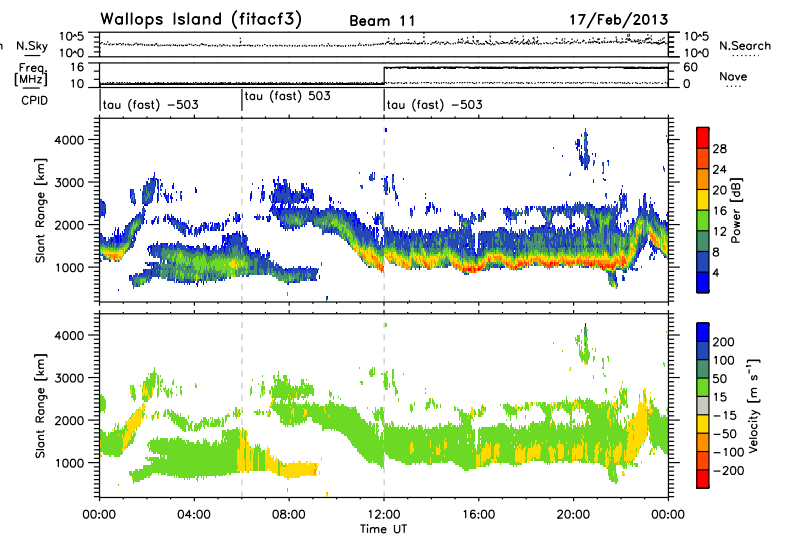 Wallops Island (fitacf3) Beam 11 17/Feb/2013
n N.Sky 10^5 10^0 10^5 10^0 N.Search
Freq. [MHz] 16 10 60 0 Nave
CPID tau (fast) -503 tau (fast) 503 tau (fast) -503
Slant Range [km]
4000
3000
2000
1000
28
24
20
16
12
8
4
Power [dB]
Slant Range [km]
4000
3000
2000
1000
200
100
50
15
-15
-50
-100
-200
Velocity [m s⁻¹]
00:00 04:00 08:00 12:00 16:00 20:00 00:00
Time UT